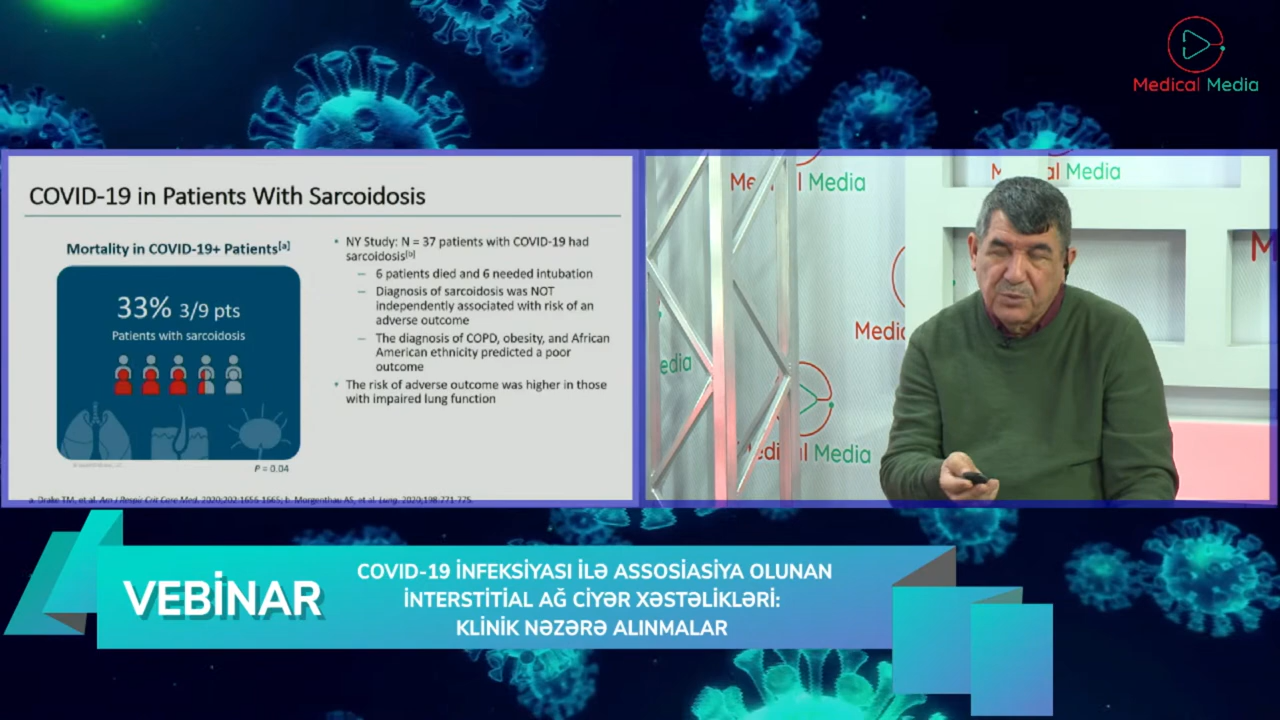 Medical Media
COVID-19 in Patients With Sarcoidosis
Mortality in COVID-19+ Patients[a]
33% 3/9 pts
Patients with sarcoidosis
P = 0.04
• NY Study: N = 37 patients with COVID-19 had
sarcoidosis[b]
– 6 patients died and 6 needed intubation
– Diagnosis of sarcoidosis was NOT
independently associated with risk of an
adverse outcome
– The diagnosis of COPD, obesity, and African
American ethnicity predicted a poor
outcome
• The risk of adverse outcome was higher in those
with impaired lung function
a. Drake TM, et al. Am J Respir Crit Care Med. 2020;202:1656-1665; b. Morgenthau AS, et al. Lung. 2020;198:771-775.
Me l Media
al Media
M
Medic
edia
edi l Media
VEBİNAR
COVID-19 İNFEKSİYASI İLƏ ASSOSİASİYA OLUNAN
İNTERSTİTİAL AĞ CİYƏR XƏSTƏLİKLƏRİ:
KLİNİK NƏZƏRƏ ALINMALAR